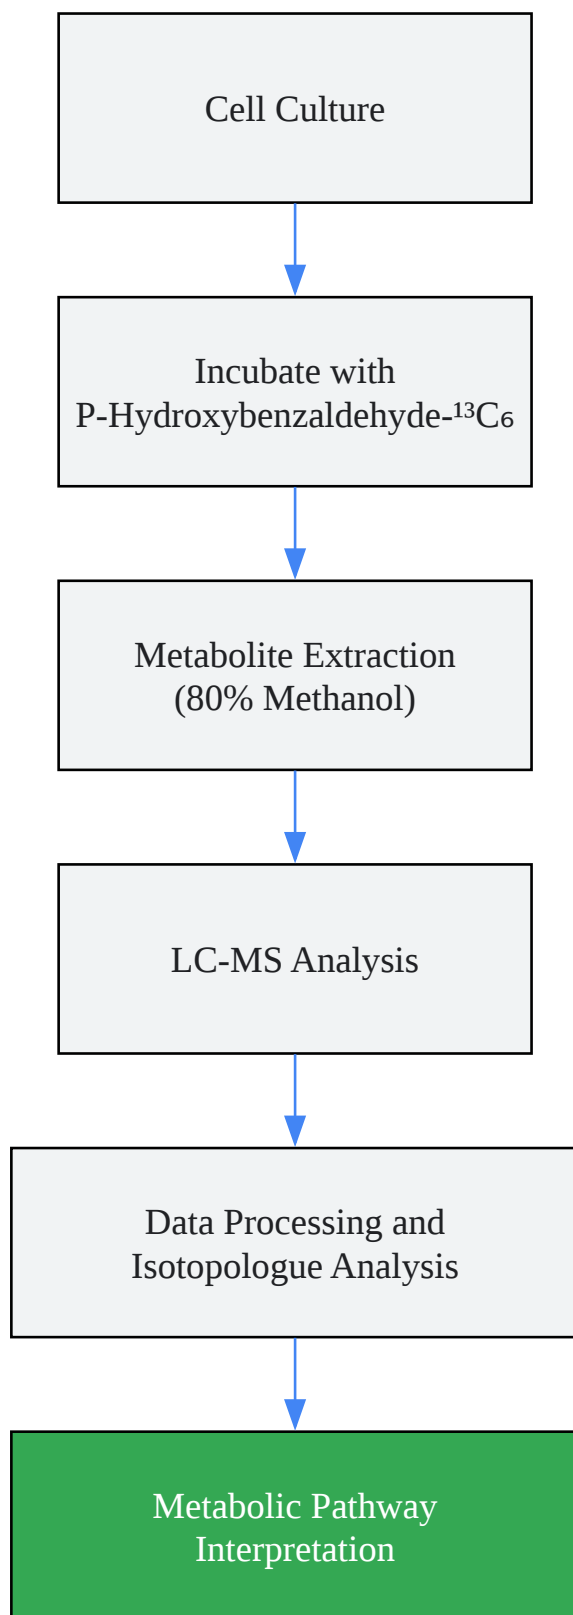 Cell Culture
Incubate with
P-Hydroxybenzaldehyde-¹³C₆
Metabolite Extraction
(80% Methanol)
LC-MS Analysis
Data Processing and
Isotopologue Analysis
Metabolic Pathway
Interpretation